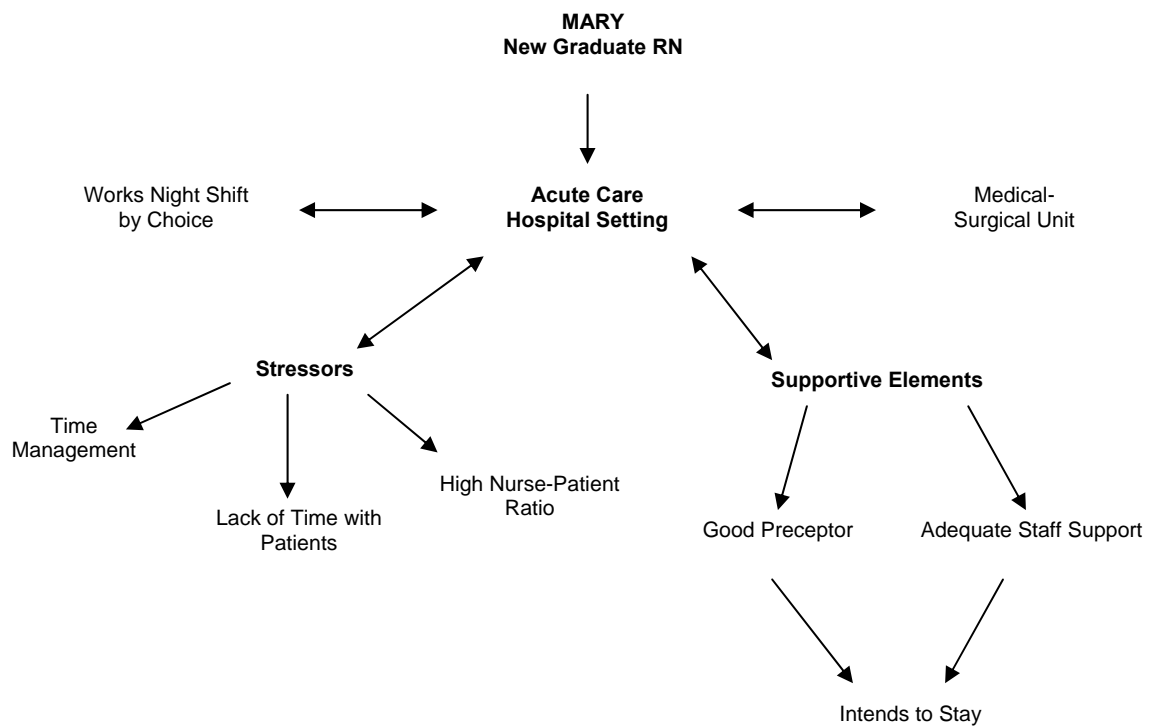 MARY
New Graduate RN
Works Night Shift
by Choice
Acute Care
Hospital Setting
Medical-
Surgical Unit
Stressors
Supportive Elements
Time
Management
Lack of Time with
Patients
High Nurse-Patient
Ratio
Good Preceptor
Adequate Staff Support
Intends to Stay